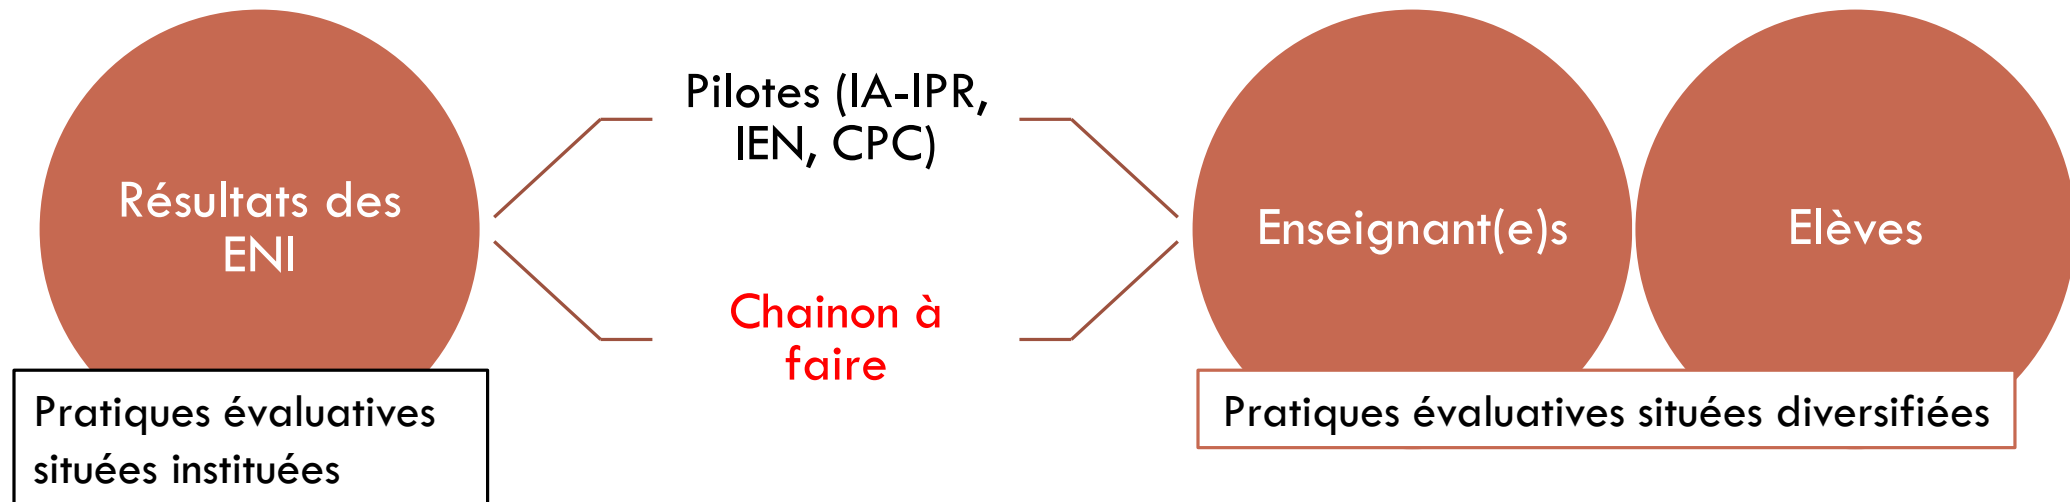 Résultats des
ENI
Pratiques évaluatives
situées instituées
Pilotes (IA-IPR,
IEN, CPC)
Chainon à
faire
Enseignant(e)s
Elèves
Pratiques évaluatives situées diversifiées